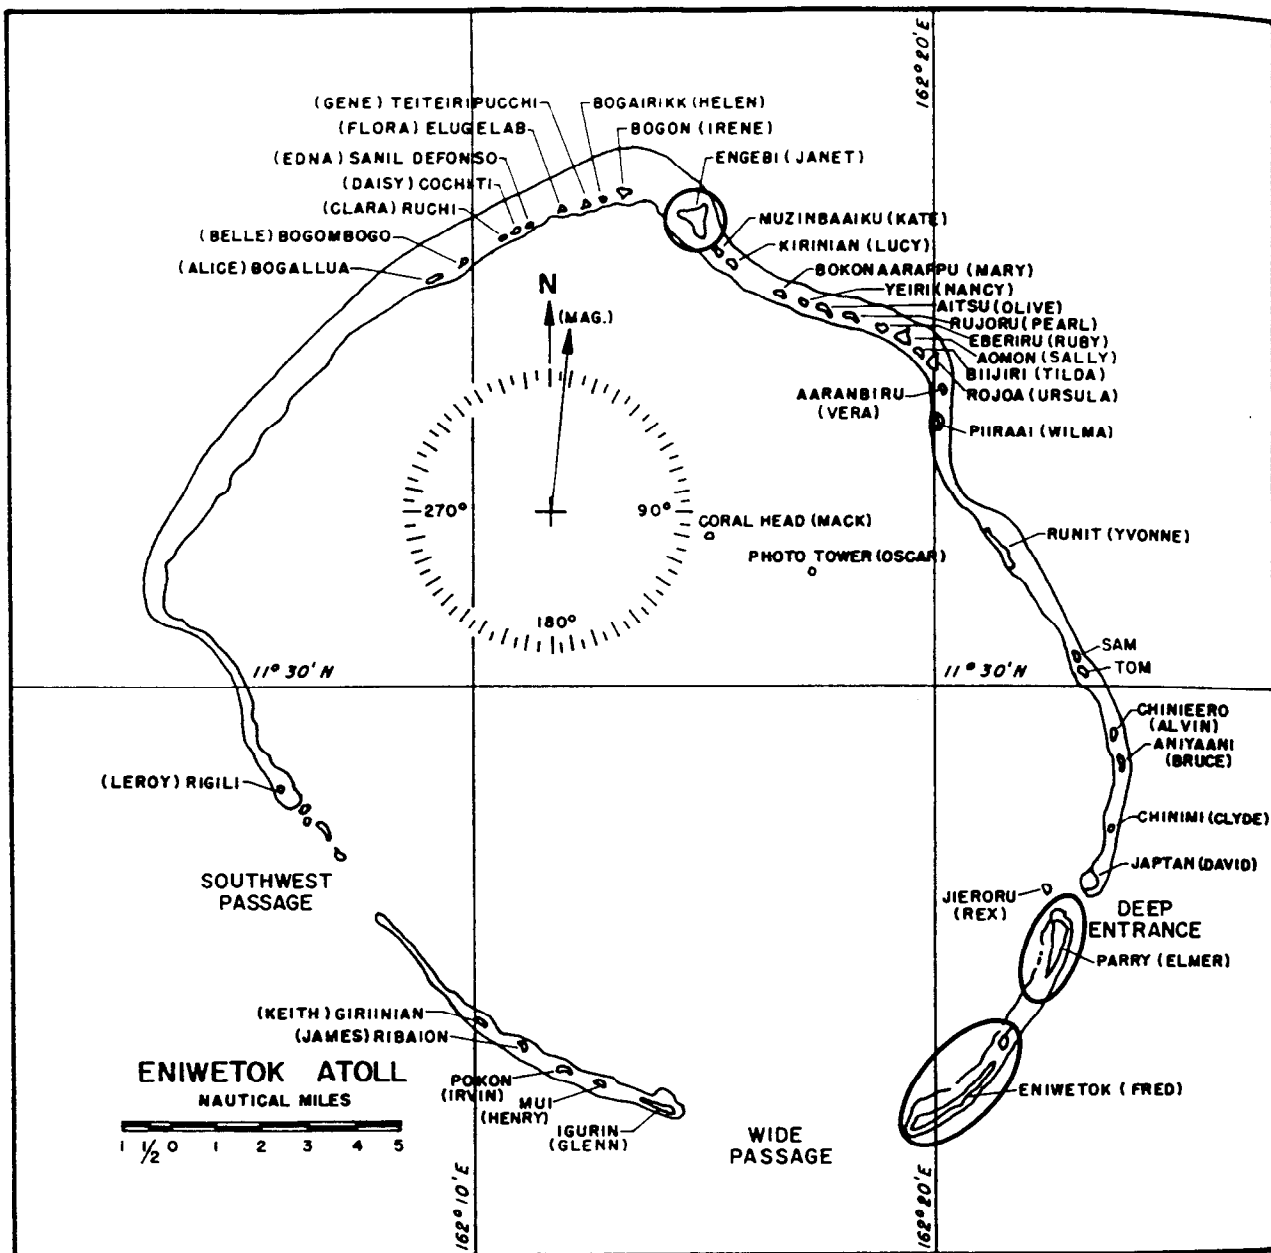 162° 20' E
(GENE) TEITEIRIPUCCHI
BOGAIRIKK (HELEN)
(FLORA) ELUGELAB
BOGON (IRENE)
(EDNA) SANIL DEFONSO
ENGEBI (JANET)
(DAISY) COCHITI
(CLARA) RUCHI
MUZINBAAIKU (KATE)
(BELLE) BOGOMBOGO
KIRINIAN (LUCY)
(ALICE) BOGALLUA
BOKONAARAPPU (MARY)
YEIRI (NANCY)
N
AITSU (OLIVE)
(MAG.)
RUJORU (PEARL)
EBERIRU (RUBY)
AOMON (SALLY)
BIIJIRI (TILDA)
AARANBIRU
(VERA)
ROJOA (URSULA)
PIIRAAI (WILMA)
270°
90°
CORAL HEAD (MACK)
RUNIT (YVONNE)
PHOTO TOWER (OSCAR)
180°
SAM
TOM
11° 30' N
11° 30' N
CHINIEERO
(ALVIN)
ANIYAANI
(BRUCE)
(LEROY) RIGILI
CHINIMI (CLYDE)
JAPTAN (DAVID)
SOUTHWEST
PASSAGE
JIERORU
(REX)
DEEP
ENTRANCE
PARRY (ELMER)
(KEITH) GIRIINIAN
(JAMES) RIBAION
ENIWETOK ATOLL
NAUTICAL MILES
1 1/2 0 1 2 3 4 5
POKON
(IRVIN)
MUI
(HENRY)
IGURIN
(GLENN)
ENIWETOK (FRED)
WIDE
PASSAGE
162° 10' E
162° 20' E